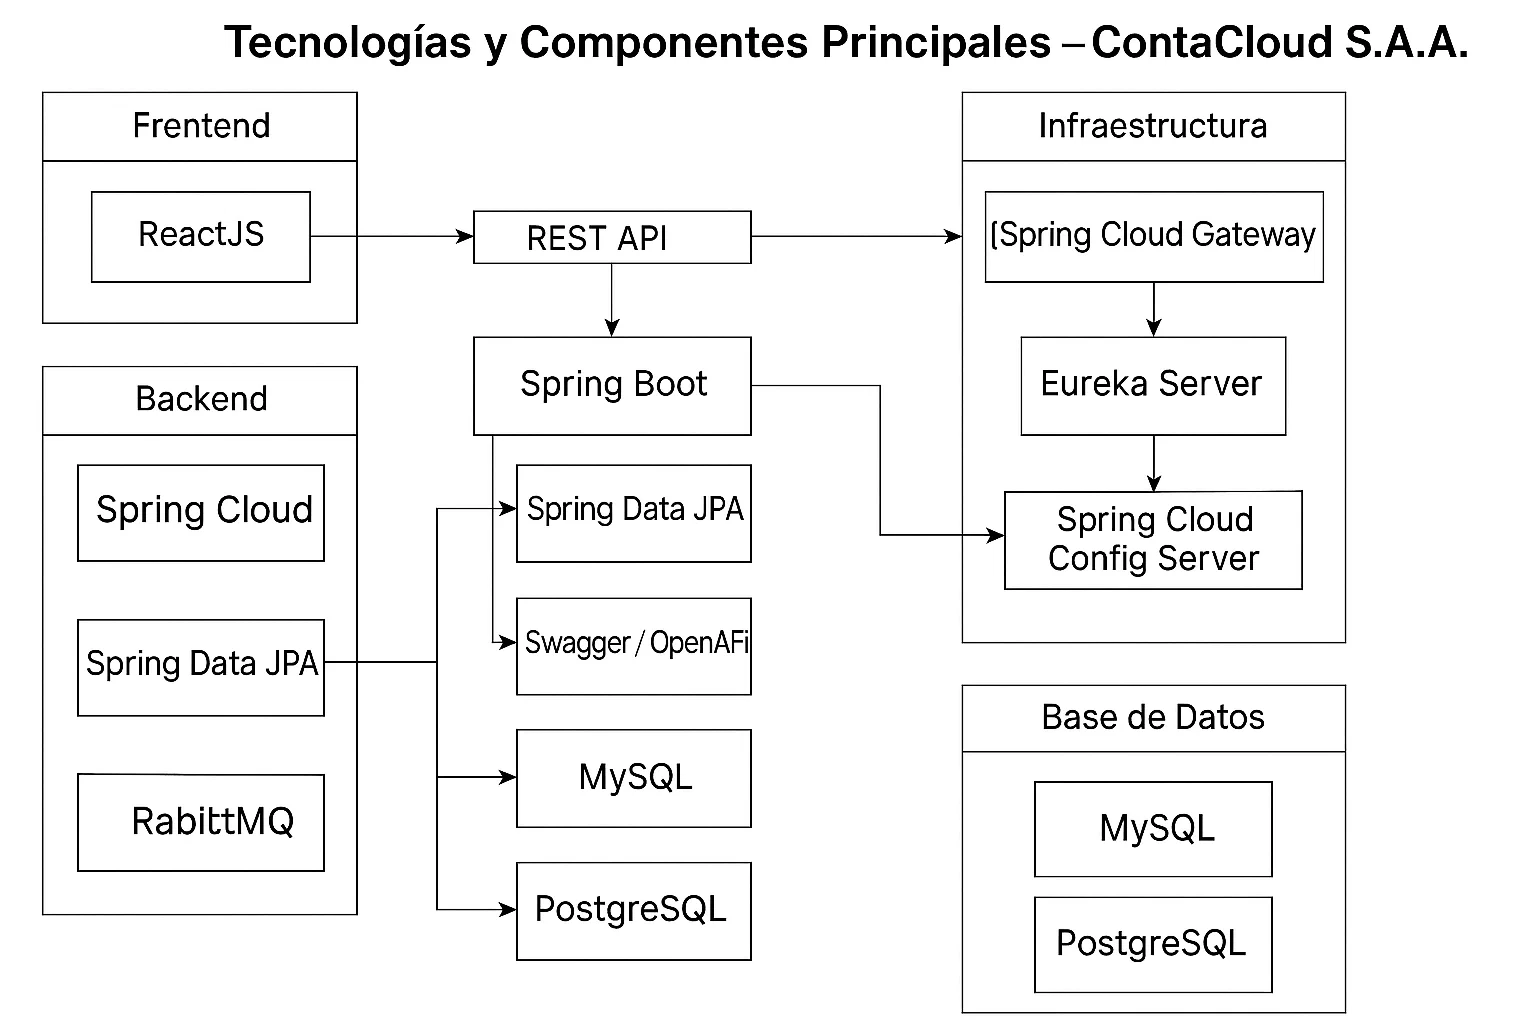 Tecnologías y Componentes Principales – ContaCloud S.A.A.
Frentend
ReactJS
Backend
Spring Cloud
Spring Data JPA
RabittMQ
REST API
Spring Boot
Spring Data JPA
Swagger / OpenAFi
MySQL
PostgreSQL
Infraestructura
[Spring Cloud Gateway
Eureka Server
Spring Cloud
Config Server
Base de Datos
MySQL
PostgreSQL